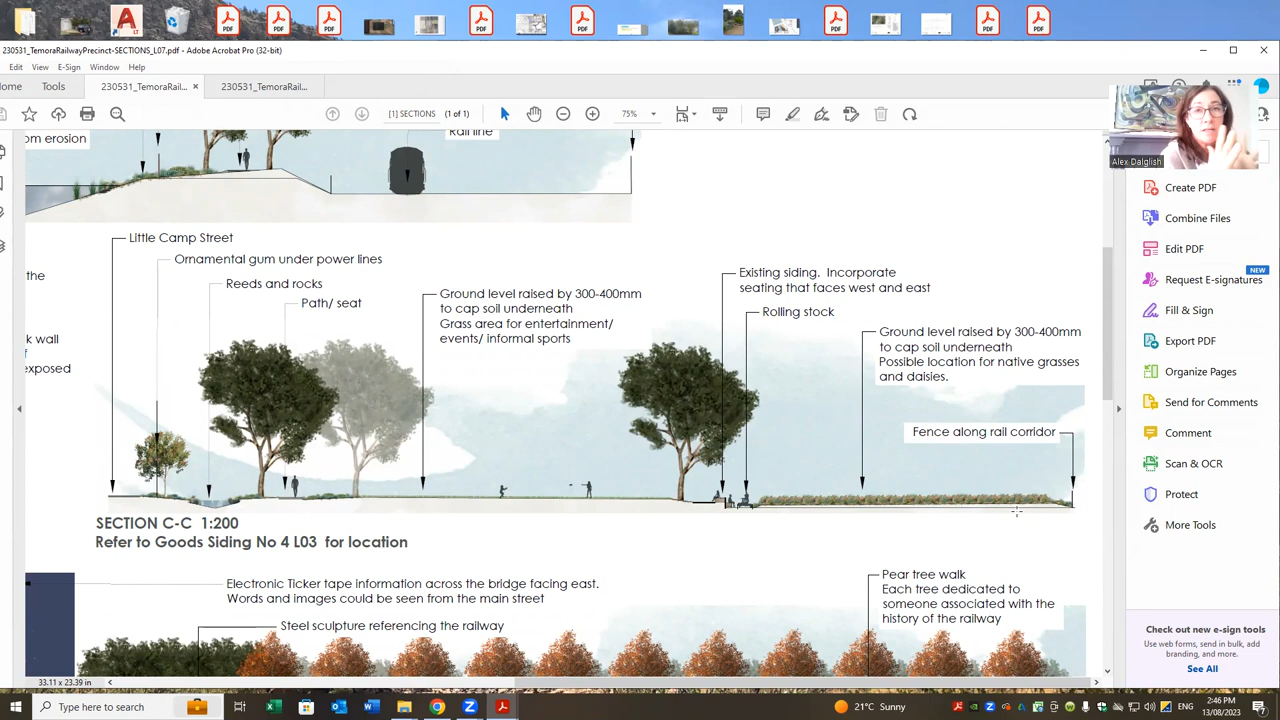 PDF
PDF
PDF
PDF
PDF
PDF
PDF
PDF
230531_TemoraRailwayPrecinct-SECTIONS_L07.pdf - Adobe Acrobat Pro (32-bit)
Edit View E-Sign Window Help
Home Tools 230531_TemoraRail... × 230531_TemoraRail...
[1] SECTIONS (1 of 1) 75%
Alex Dalglish
om erosion
Rail line
Little Camp Street
Ornamental gum under power lines
Reeds and rocks
Path/ seat
Ground level raised by 300-400mm
to cap soil underneath
Grass area for entertainment/
events/ informal sports
Existing siding. Incorporate
seating that faces west and east
Rolling stock
Ground level raised by 300-400mm
to cap soil underneath
Possible location for native grasses
and daisies.
Fence along rail corridor
the
k wall
f
exposed
SECTION C-C 1:200
Refer to Goods Siding No 4 L03 for location
Electronic Ticker tape information across the bridge facing east.
Words and images could be seen from the main street
Steel sculpture referencing the railway
Pear tree walk
Each tree dedicated to
someone associated with the
history of the railway
33.11 x 23.39 in
Create PDF
Combine Files
Edit PDF
NEW
Request E-signatures
Fill & Sign
Export PDF
Organize Pages
Send for Comments
Comment
Scan & OCR
Protect
More Tools
Check out new e-sign tools
Use web forms, send in bulk, add
branding, and more.
See All
Type here to search
21°C Sunny
ENG
2:46 PM
13/08/2023